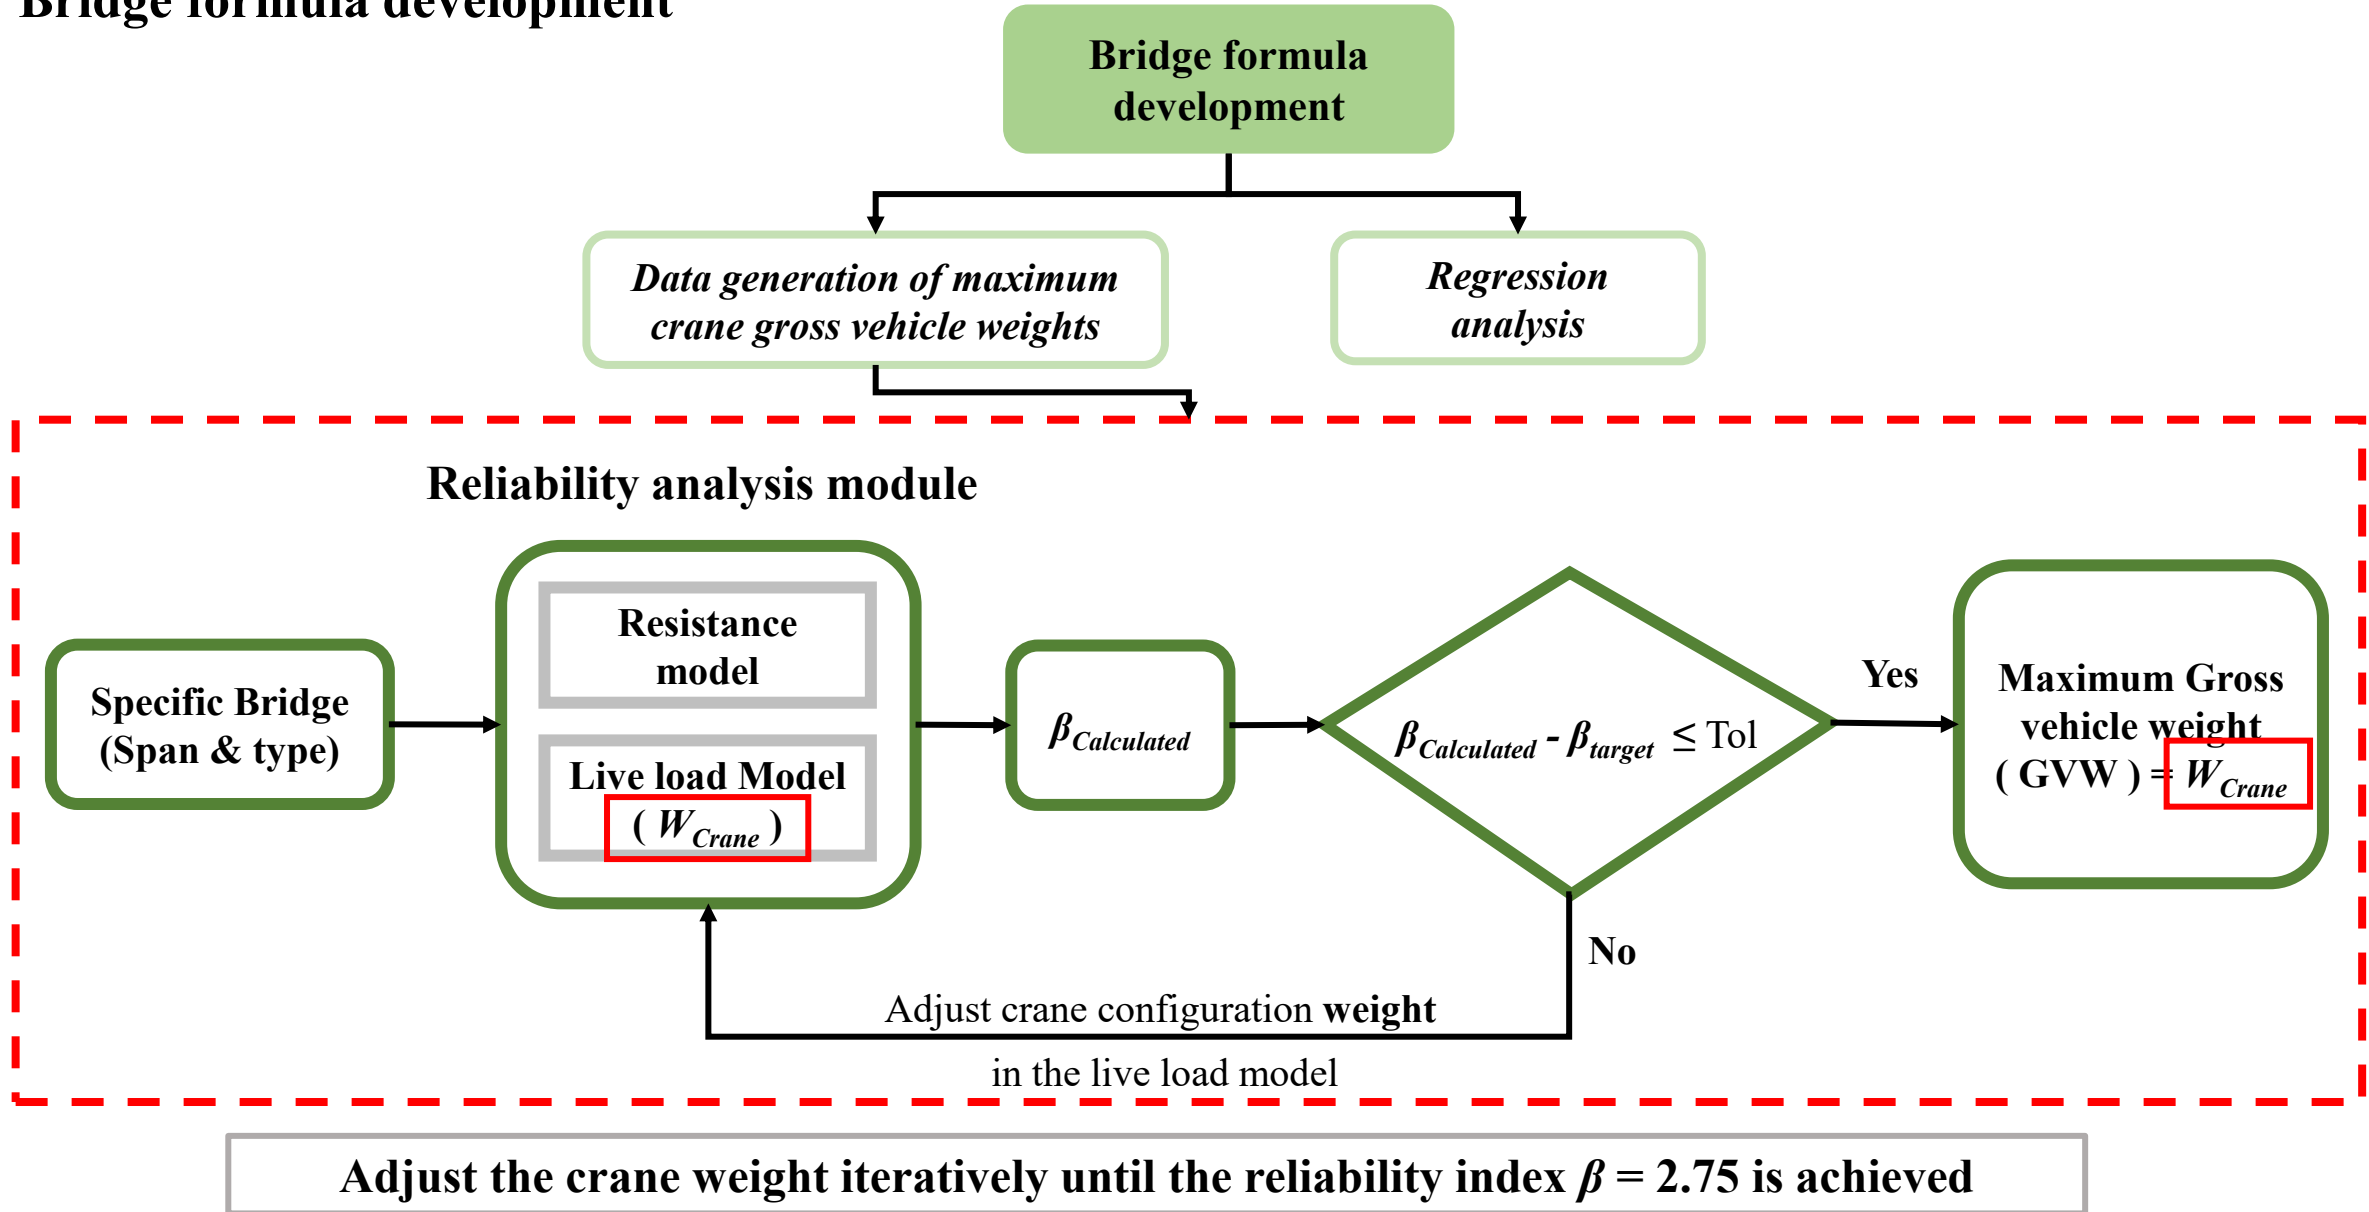 Bridge formula development
Bridge formula
development
Data generation of maximum
crane gross vehicle weights
Regression
analysis
Reliability analysis module
Specific Bridge
(Span & type)
Resistance
model
Live load Model
( W_Crane )
β_Calculated
β_Calculated - β_target ≤ Tol
Yes
Maximum Gross
vehicle weight
( GVW ) = W_Crane
No
Adjust crane configuration weight
in the live load model
Adjust the crane weight iteratively until the reliability index β = 2.75 is achieved